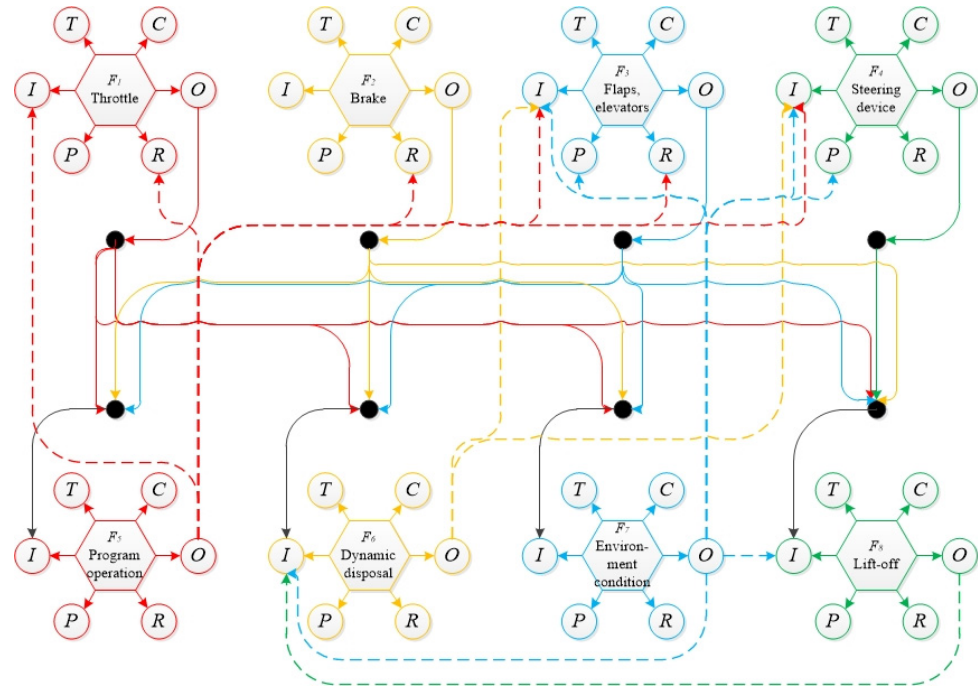 T C T C T C T C
F1 F2 F3 F4
I Throttle O I Brake O I Flaps, O I Steering O
elevators device
P R P R P R P R
T C T C T C T C
F5 F6 F7 F8
I Program O I Dynamic O I Environ- O I Lift-off O
operation disposal ment
condition
P R P R P R P R